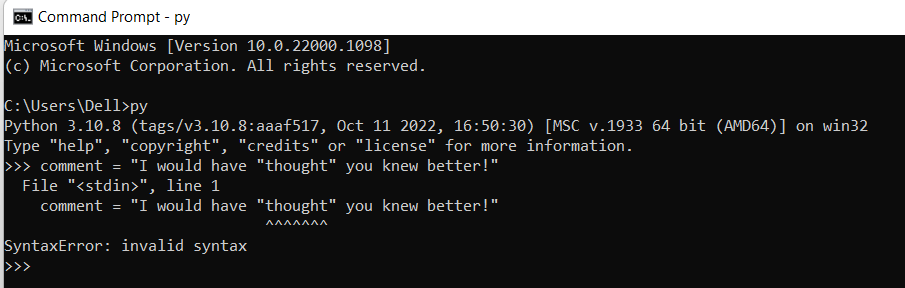 Command Prompt - py
Microsoft Windows [Version 10.0.22000.1098]
(c) Microsoft Corporation. All rights reserved.
C:\Users\Dell>py
Python 3.10.8 (tags/v3.10.8:aaaf517, Oct 11 2022, 16:50:30) [MSC v.1933 64 bit (AMD64)] on win32
Type "help", "copyright", "credits" or "license" for more information.
>>> comment = "I would have "thought" you knew better!"
  File "<stdin>", line 1
    comment = "I would have "thought" you knew better!"
                             ^^^^^^^
SyntaxError: invalid syntax
>>>